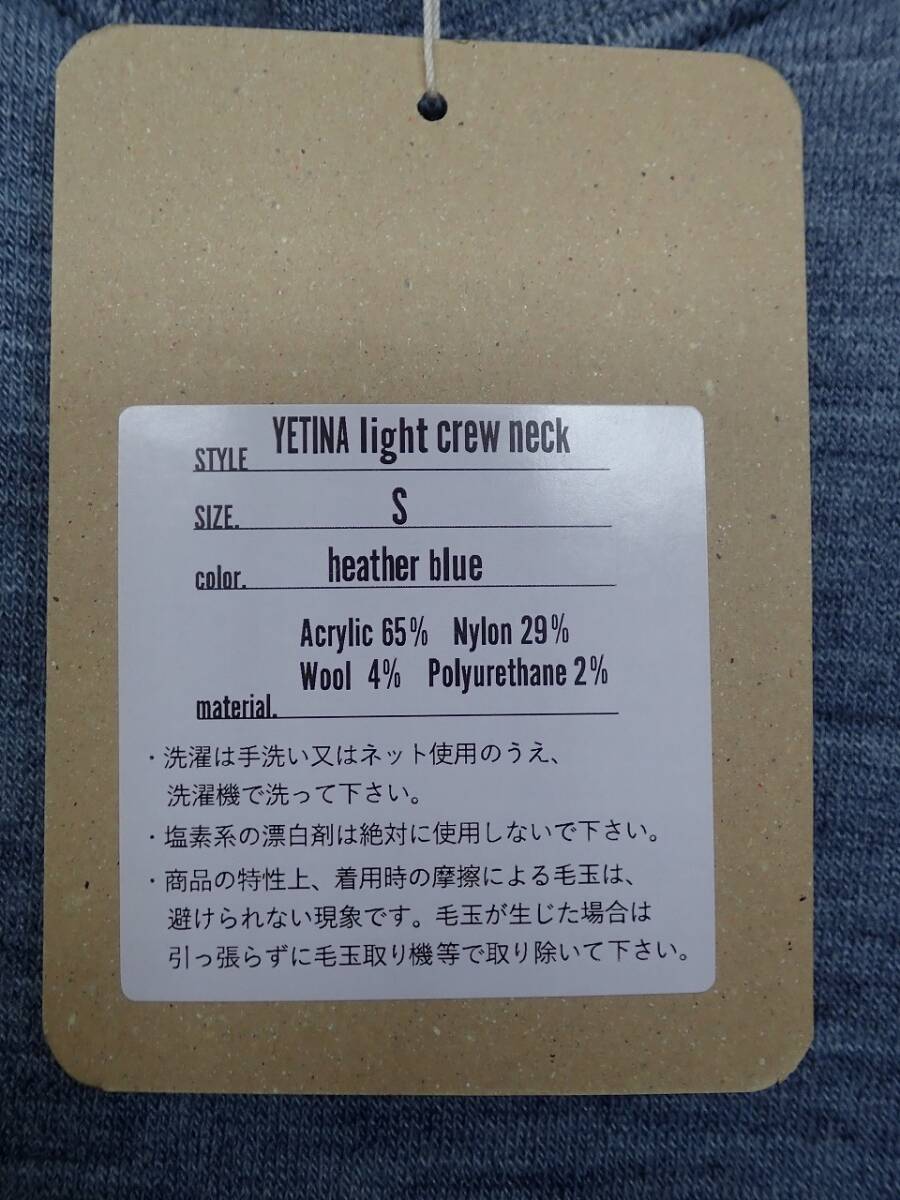 STYLE YETINA light crew neck
SIZE. S
color. heather blue
Acrylic 65% Nylon 29%
Wool 4% Polyurethane 2%
material.
・洗濯は手洗い又はネット使用のうえ、
洗濯機で洗って下さい。
・塩素系の漂白剤は絶対に使用しないで下さい。
・商品の特性上、着用時の摩擦による毛玉は、
避けられない現象です。毛玉が生じた場合は
引っ張らずに毛玉取り機等で取り除いて下さい。